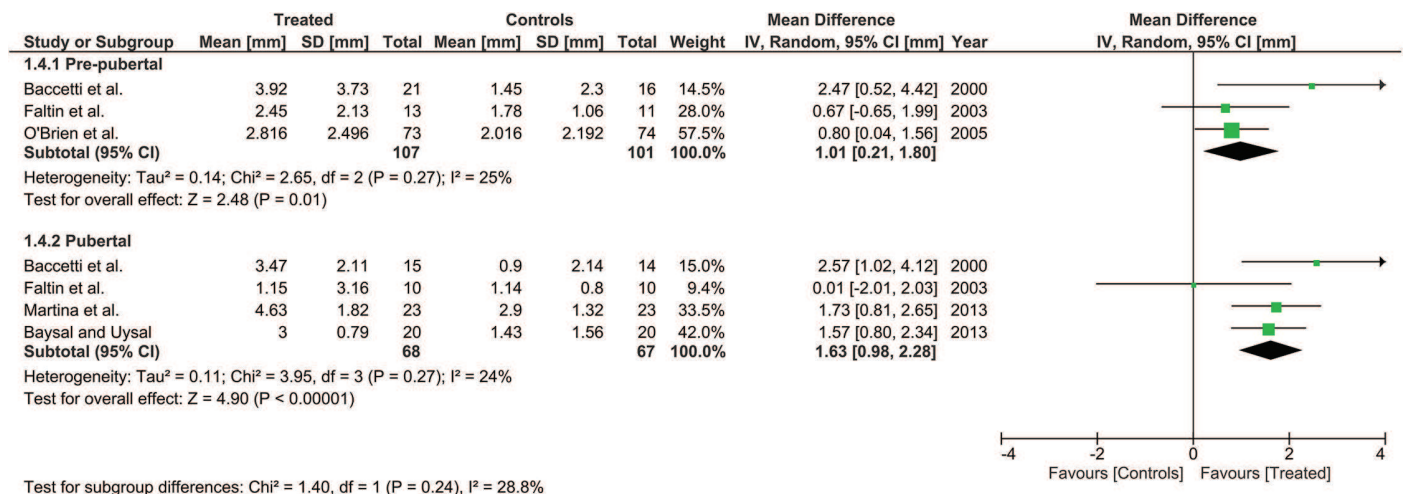 Treated Controls Mean Difference Mean Difference
Study or Subgroup Mean [mm] SD [mm] Total Mean [mm] SD [mm] Total Weight IV, Random, 95% CI [mm] Year IV, Random, 95% CI [mm]
1.4.1 Pre-pubertal
Baccetti et al. 3.92 3.73 21 1.45 2.3 16 14.5% 2.47 [0.52, 4.42] 2000
Faltin et al. 2.45 2.13 13 1.78 1.06 11 28.0% 0.67 [-0.65, 1.99] 2003
O'Brien et al. 2.816 2.496 73 2.016 2.192 74 57.5% 0.80 [0.04, 1.56] 2005
Subtotal (95% CI) 107 101 100.0% 1.01 [0.21, 1.80]
Heterogeneity: Tau² = 0.14; Chi² = 2.65, df = 2 (P = 0.27); I² = 25%
Test for overall effect: Z = 2.48 (P = 0.01)
1.4.2 Pubertal
Baccetti et al. 3.47 2.11 15 0.9 2.14 14 15.0% 2.57 [1.02, 4.12] 2000
Faltin et al. 1.15 3.16 10 1.14 0.8 10 9.4% 0.01 [-2.01, 2.03] 2003
Martina et al. 4.63 1.82 23 2.9 1.32 23 33.5% 1.73 [0.81, 2.65] 2013
Baysal and Uysal 3 0.79 20 1.43 1.56 20 42.0% 1.57 [0.80, 2.34] 2013
Subtotal (95% CI) 68 67 100.0% 1.63 [0.98, 2.28]
Heterogeneity: Tau² = 0.11; Chi² = 3.95, df = 3 (P = 0.27); I² = 24%
Test for overall effect: Z = 4.90 (P < 0.00001)
-4 -2 0 2 4
Favours [Controls] Favours [Treated]
Test for subgroup differences: Chi² = 1.40, df = 1 (P = 0.24), I² = 28.8%